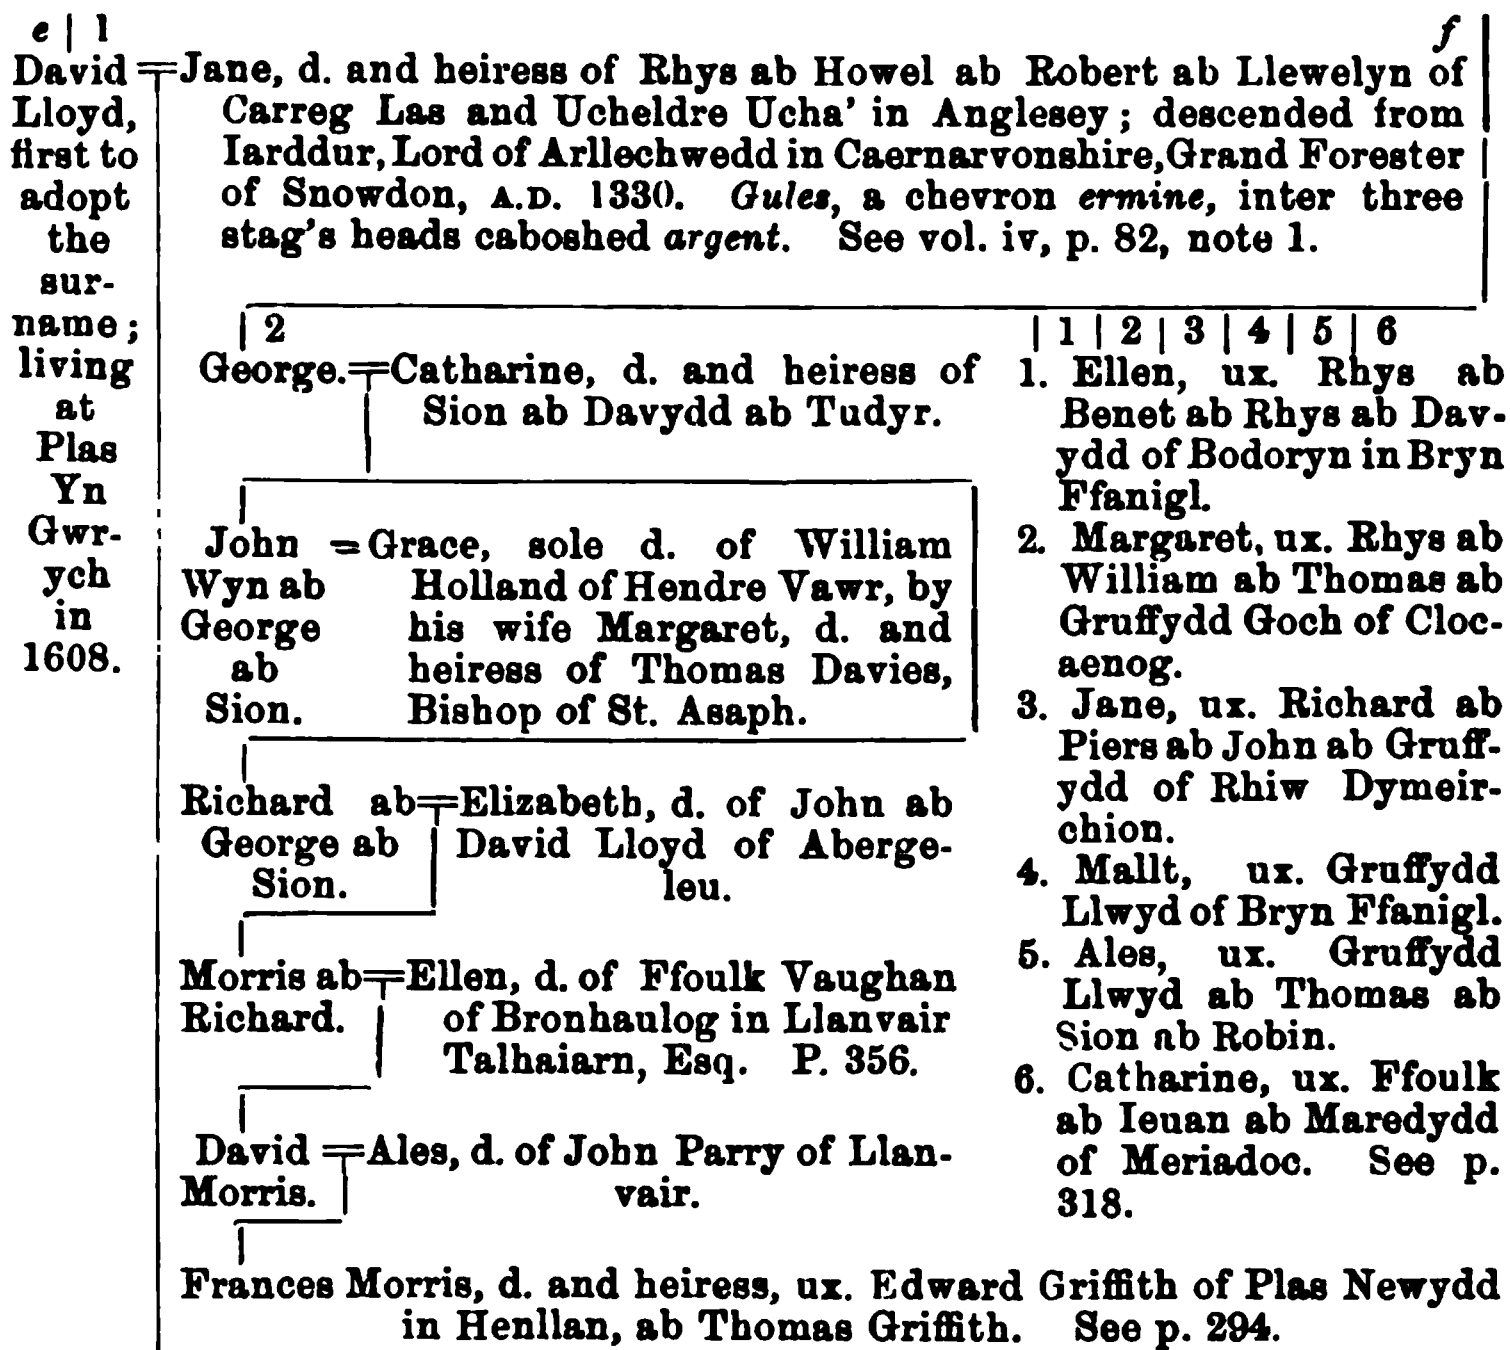 e | 1
f
David
Lloyd,
first to
adopt
the
sur-
name;
living
at
Plas
Yn
Gwr-
ych
in
1608.
Jane, d. and heiress of Rhys ab Howel ab Robert ab Llewelyn of
Carreg Las and Ucheldre Ucha' in Anglesey; descended from
Iarddur, Lord of Arllechwedd in Caernarvonshire, Grand Forester
of Snowdon, A.D. 1330. Gules, a chevron ermine, inter three
stag's heads caboshed argent. See vol. iv, p. 82, note 1.
| 2
George.=Catharine, d. and heiress of
Sion ab Davydd ab Tudyr.
John
Wyn ab
George
ab
Sion.
=Grace, sole d. of William
Holland of Hendre Vawr, by
his wife Margaret, d. and
heiress of Thomas Davies,
Bishop of St. Asaph.
Richard ab
George ab
Sion.
=Elizabeth, d. of John ab
David Lloyd of Aberge-
leu.
Morris ab
Richard.
=Ellen, d. of Ffoulk Vaughan
of Bronhaulog in Llanvair
Talhaiarn, Esq. P. 356.
David
Morris.
=Ales, d. of John Parry of Llan-
vair.
| 1 | 2 | 3 | 4 | 5 | 6
1. Ellen, ux. Rhys ab
Benet ab Rhys ab Dav-
ydd of Bodoryn in Bryn
Ffanigl.
2. Margaret, ux. Rhys ab
William ab Thomas ab
Gruffydd Goch of Cloc-
aenog.
3. Jane, ux. Richard ab
Piers ab John ab Gruff-
ydd of Rhiw Dymeir-
chion.
4. Mallt, ux. Gruffydd
Llwyd of Bryn Ffanigl.
5. Ales, ux. Gruffydd
Llwyd ab Thomas ab
Sion ab Robin.
6. Catharine, ux. Ffoulk
ab Ieuan ab Maredydd
of Meriadoc. See p.
318.
Frances Morris, d. and heiress, ux. Edward Griffith of Plas Newydd
in Henllan, ab Thomas Griffith. See p. 294.